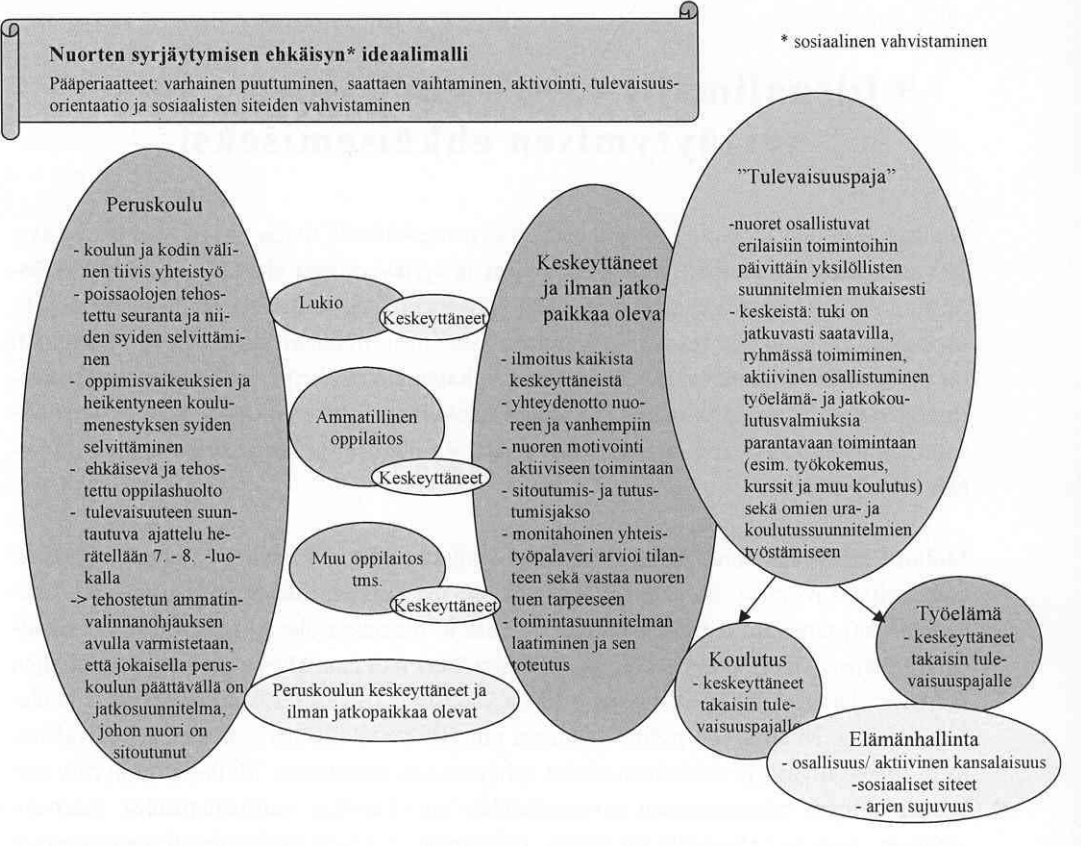 Nuorten syrjäytymisen ehkäisyn* ideaalimalli
Pääperiaatteet: varhainen puuttuminen, saattaen vaihtaminen, aktivointi, tulevaisuus-
orientaatio ja sosiaalisten siteiden vahvistaminen
* sosiaalinen vahvistaminen
Peruskoulu
- koulun ja kodin väli-
nen tiivis yhteistyö
- poissaolojen tehos-
tettu seuranta ja nii-
den syiden selvittämi-
nen
- oppimisvaikeuksien ja
heikentyneen koulu-
menestyksen syiden
selvittäminen
- ehkäisevä ja tehos-
tettu oppilashuolto
- tulevaisuuteen suun-
tautuva ajattelu he-
rätellään 7. - 8. -luo-
kalla
-> tehostetun ammatin-
valinnanohjauksen
avulla varmistetaan,
että jokaisella perus-
koulun päättävällä on
jatkosuunnitelma,
johon nuori on
sitoutunut
Lukio
Keskeyttäneet
Ammatillinen
oppilaitos
Keskeyttäneet
Muu oppilaitos
tms.
Keskeyttäneet
Peruskoulun keskeyttäneet ja
ilman jatkopaikkaa olevat
Keskeyttäneet
ja ilman jatko-
paikkaa olevat
- ilmoitus kaikista
keskeyttäneistä
- yhteydenotto nuo-
reen ja vanhempiin
- nuoren motivointi
aktiiviseen toimintaan
- sitoutumis- ja tutus-
tumisjakso
- monitahoinen yhteis-
työpalaveri arvioi tilan-
teen sekä vastaa nuoren
tuen tarpeeseen
- toimintasuunnitelman
laatiminen ja sen
toteutus
"Tulevaisuuspaja"
-nuoret osallistuvat
erilaisiin toimintoihin
päivittäin yksilöllisten
suunnitelmien mukaisesti
- keskeistä: tuki on
jatkuvasti saatavilla,
ryhmässä toimiminen,
aktiivinen osallistuminen
työelämä- ja jatkokou-
lutusvalmiuksia
parantavaan toimintaan
(esim. työkokemus,
kurssit ja muu koulutus)
sekä omien ura- ja
koulutussuunnitelmien
työstämiseen
Koulutus
- keskeyttäneet
takaisin tule-
vaisuuspajalle
Työelämä
- keskeyttäneet
takaisin tule-
vaisuuspajalle
Elämänhallinta
- osallisuus/ aktiivinen kansalaisuus
-sosiaaliset siteet
- arjen sujuvuus